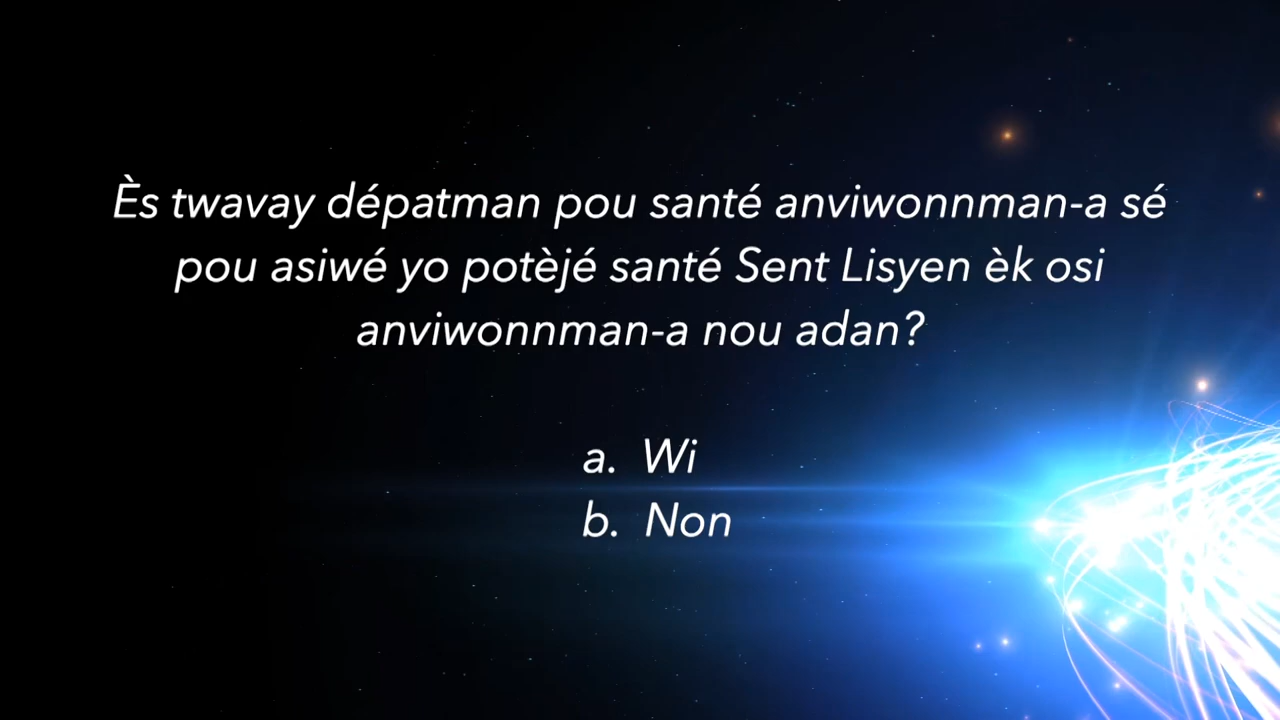 Ès twavay dépatman pou santé anviwonnman-a sé
pou asiwé yo potèjé santé Sent Lisyen èk osi
anviwonnman-a nou adan?
a. Wi
b. Non